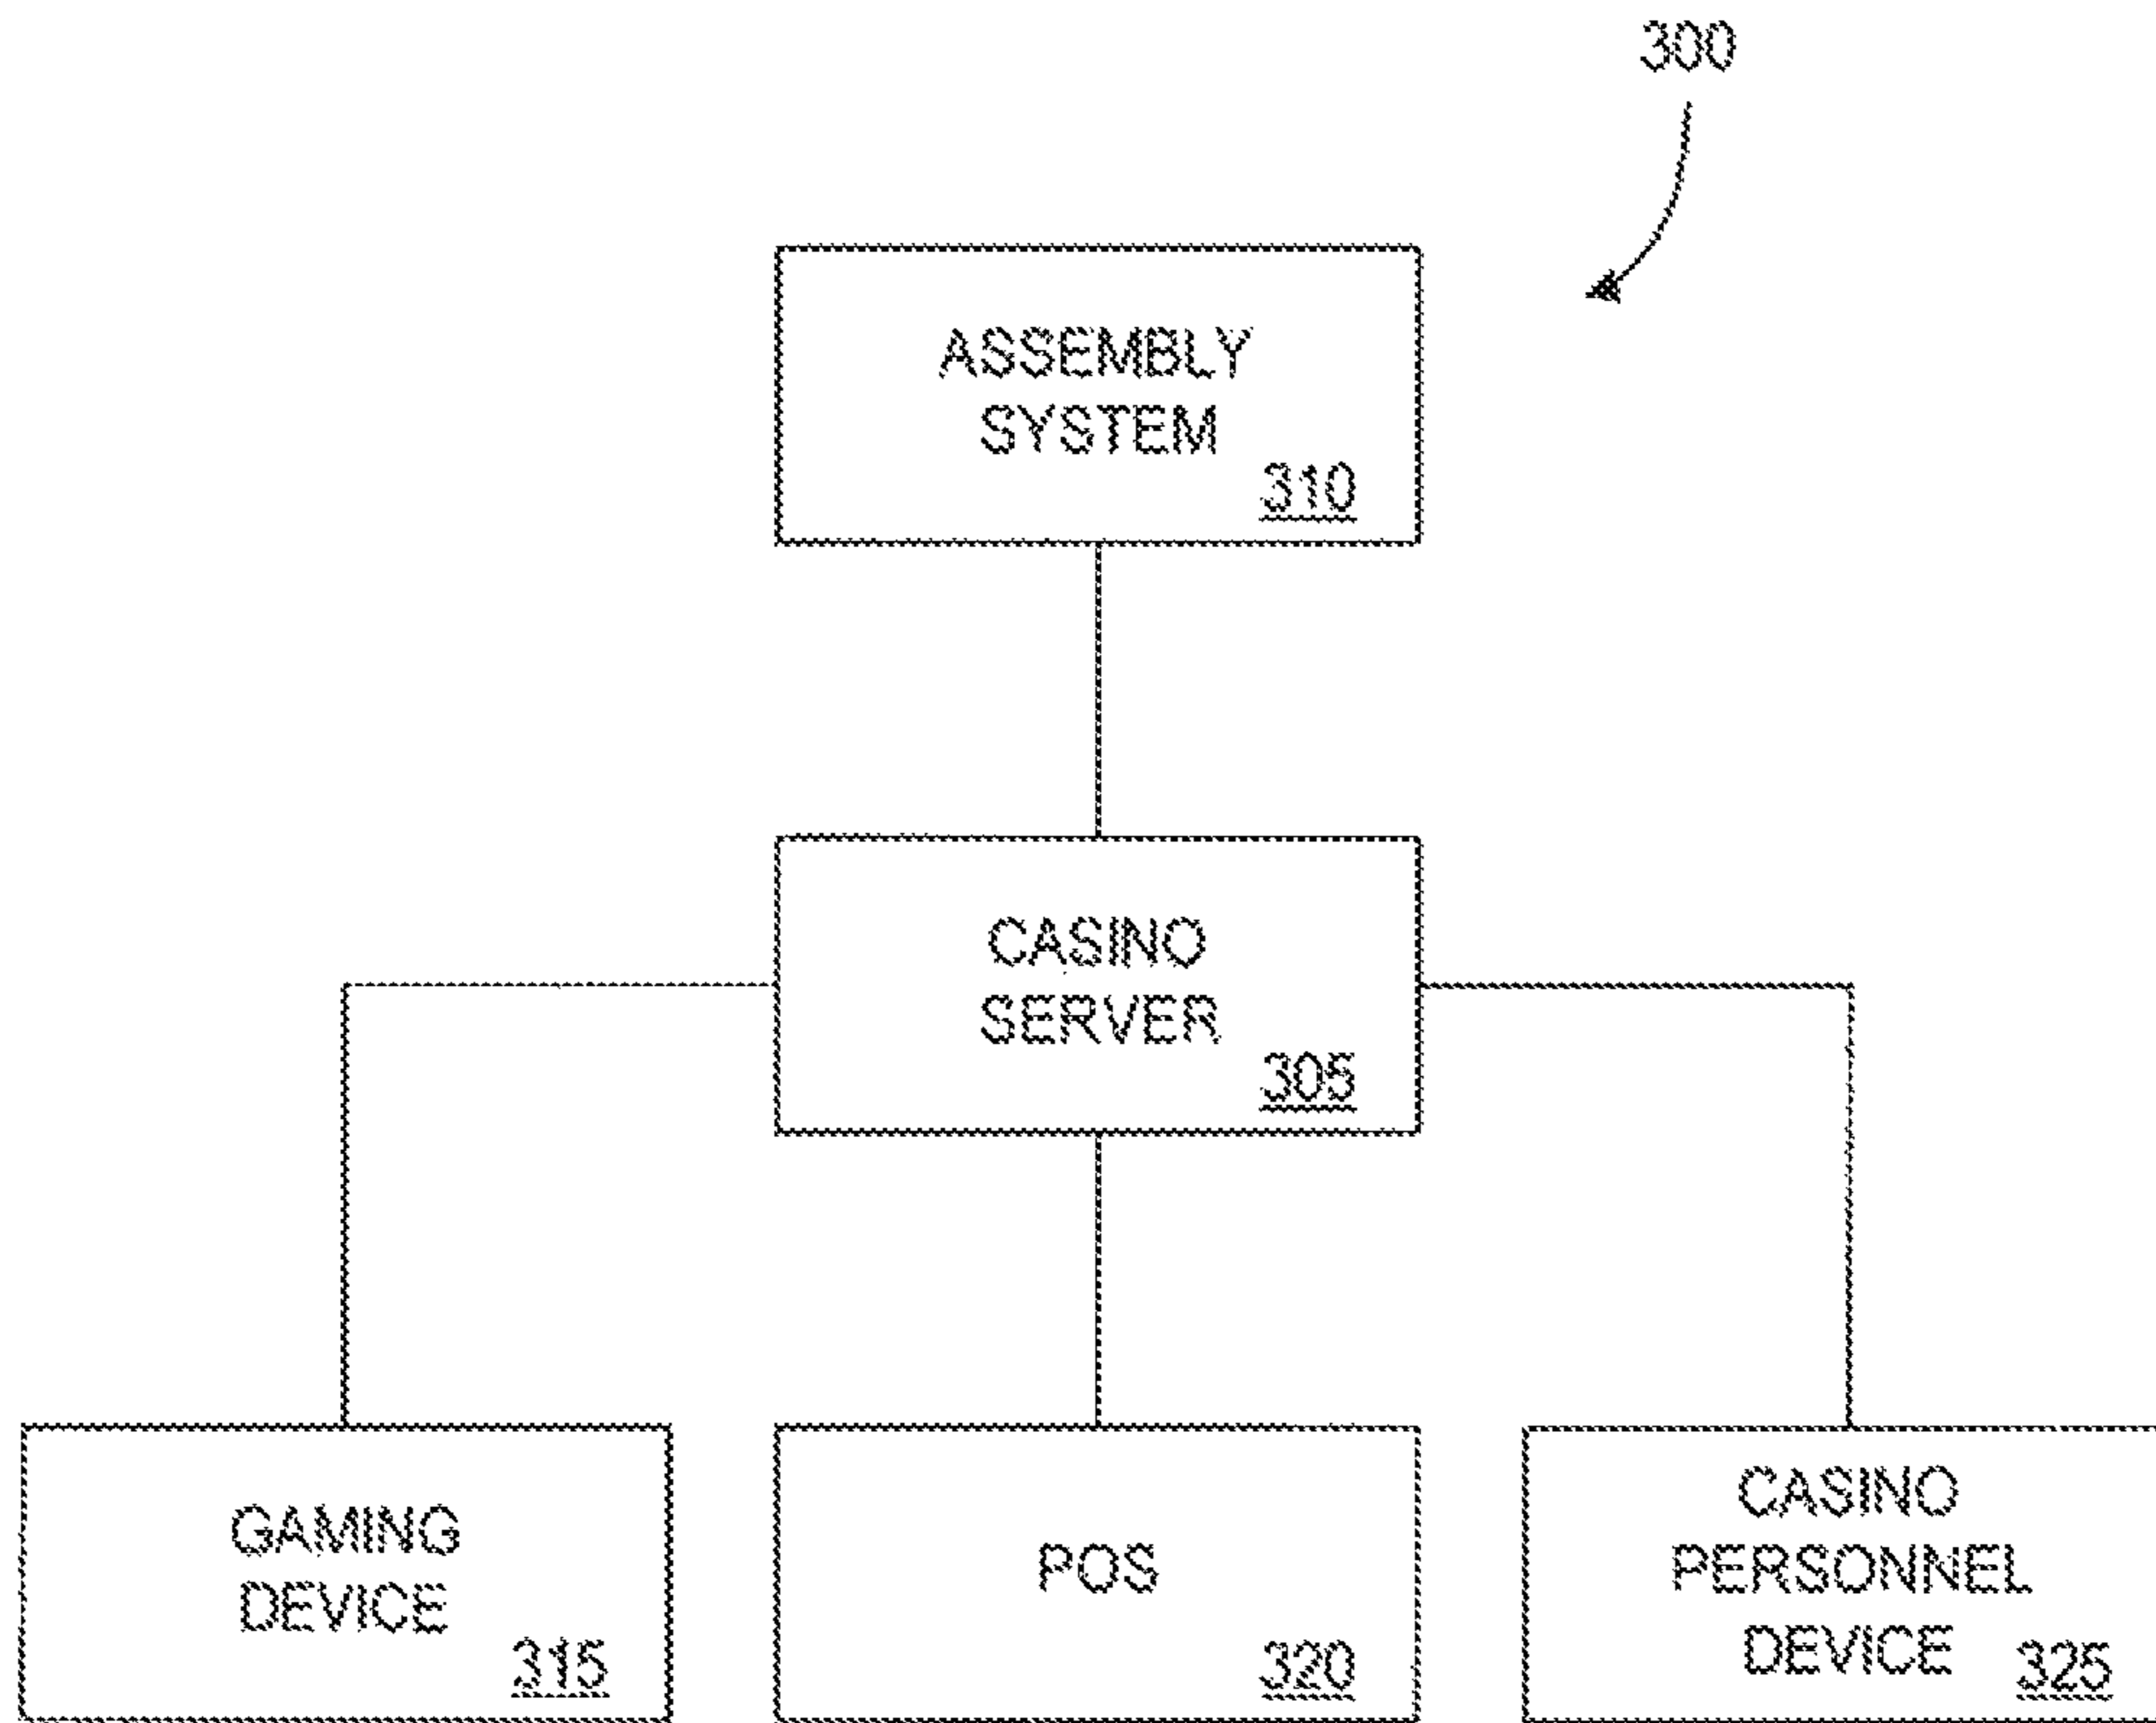 300
ASSEMBLY
SYSTEM
310
CASINO
SERVER
305
GAMING
DEVICE
315
POS
320
CASINO
PERSONNEL
DEVICE
325